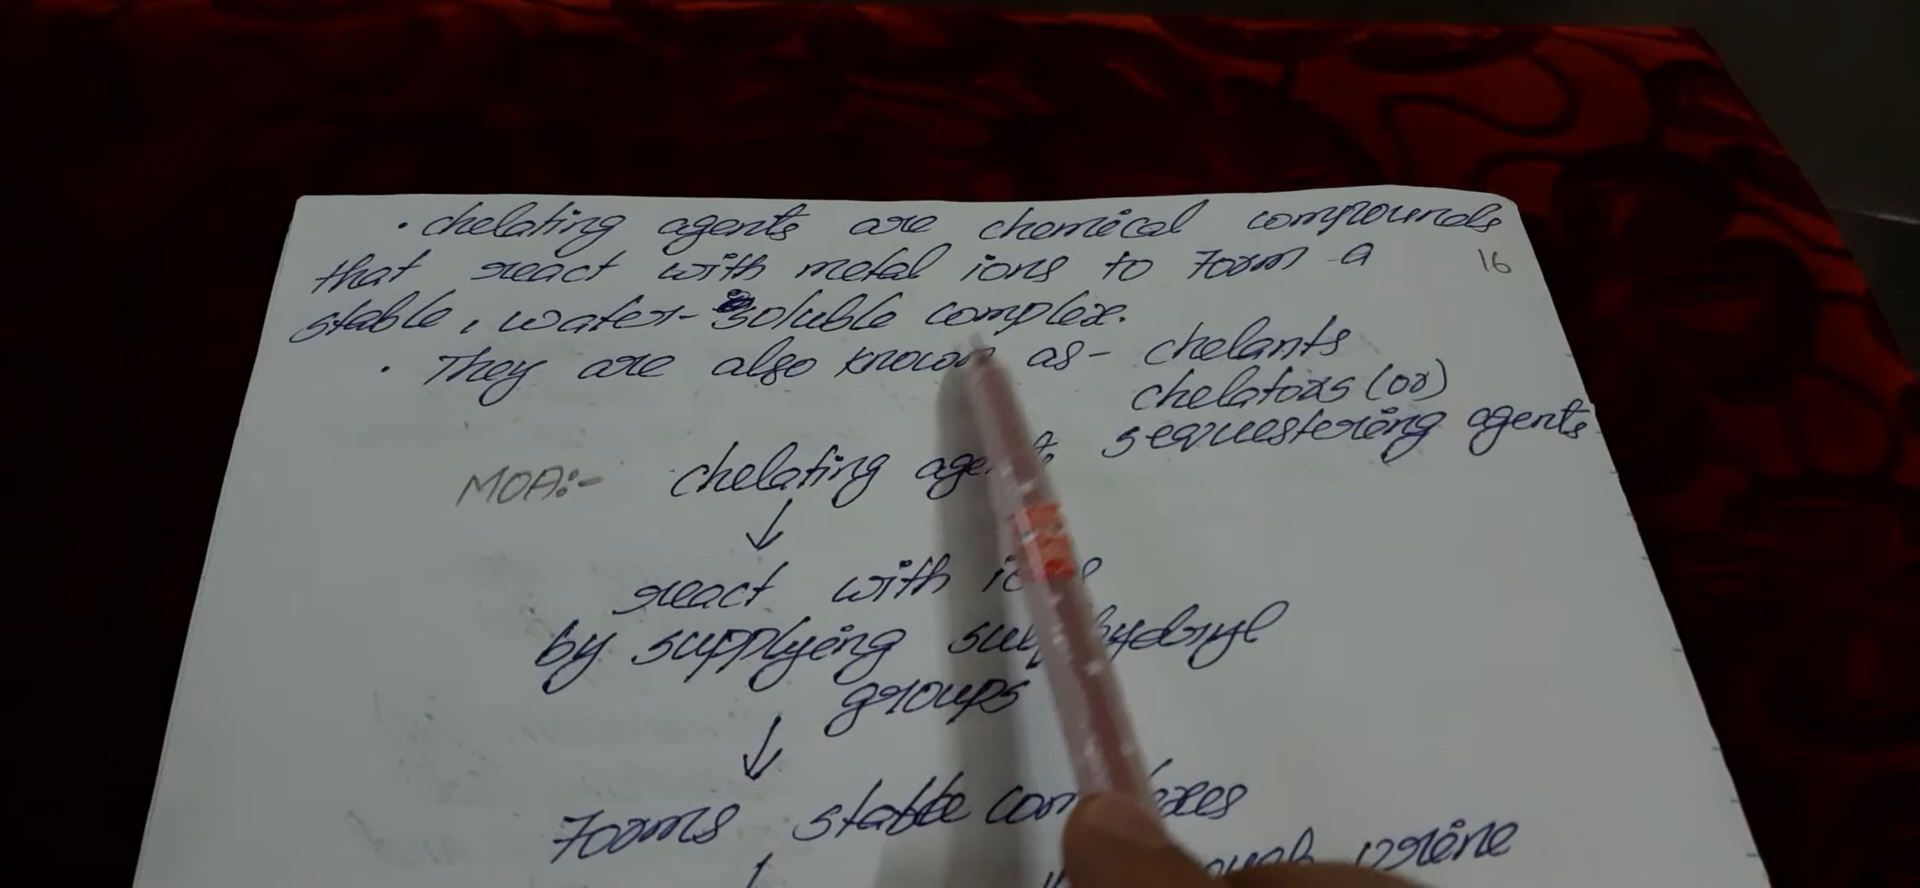 · chelating agents are chemical compounds
that react with metal ions to form a
16
stable, water-soluble complex.
· They are also known as- chelants
chelators (or)
sequestering agents
MOA:- chelating
↓
react with
by supplying
groups
↓
Forms stable
urine